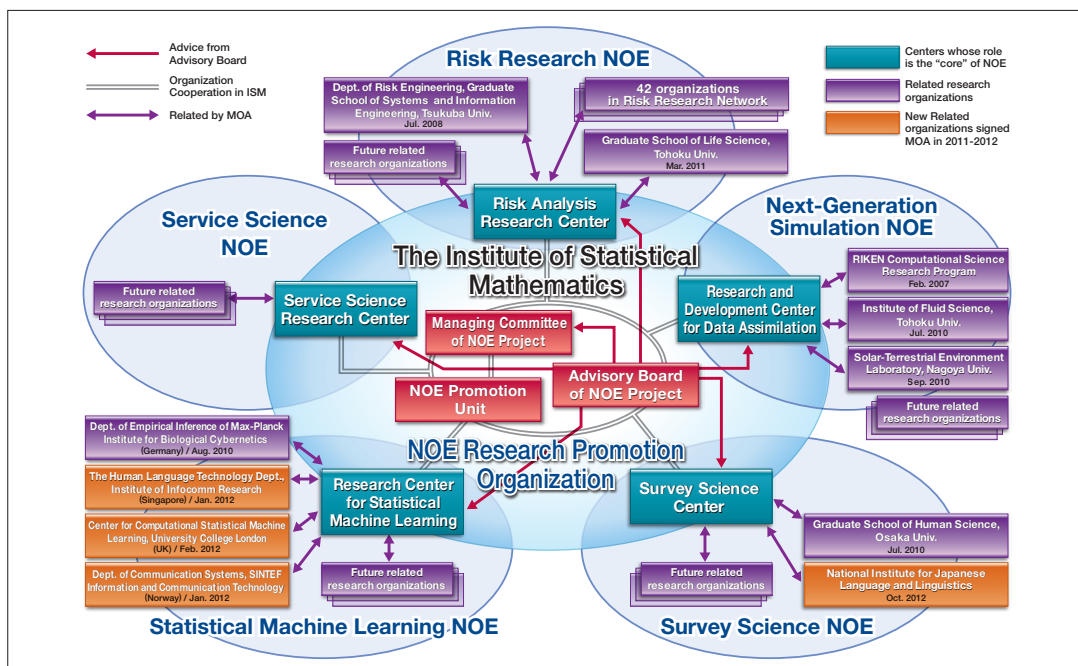 Advice from
Advisory Board
Organization
Cooperation in ISM
Related by MOA
Risk Research NOE
Centers whose role
is the “core” of NOE
Related research
organizations
New Related
organizations signed
MOA in 2011-2012
Dept. of Risk Engineering, Graduate
School of Systems and Information
Engineering, Tsukuba Univ.
Jul. 2008
42 organizations
in Risk Research Network
Future related
research organizations
Graduate School of Life Science,
Tohoku Univ.
Mar. 2011
Risk Analysis
Research Center
Service Science
NOE
Next-Generation
Simulation NOE
The Institute of Statistical
Mathematics
Future related
research organizations
Service Science
Research Center
Research and
Development Center
for Data Assimilation
RIKEN Computational Science
Research Program
Feb. 2007
Institute of Fluid Science,
Tohoku Univ.
Jul. 2010
Solar-Terrestrial Environment
Laboratory, Nagoya Univ.
Sep. 2010
Future related
research organizations
Managing Committee
of NOE Project
NOE Promotion
Unit
Advisory Board
of NOE Project
NOE Research Promotion
Organization
Dept. of Empirical Inference of Max-Planck
Institute for Biological Cybernetics
(Germany) / Aug. 2010
The Human Language Technology Dept.,
Institute of Infocomm Research
(Singapore) / Jan. 2012
Center for Computational Statistical Machine
Learning, University College London
(UK) / Feb. 2012
Dept. of Communication Systems, SINTEF
Information and Communication Technology
(Norway) / Jan. 2012
Research Center
for Statistical
Machine Learning
Future related
research organizations
Statistical Machine Learning NOE
Survey Science
Center
Future related
research organizations
Graduate School of Human Science,
Osaka Univ.
Jul. 2010
National Institute for Japanese
Language and Linguistics
Oct. 2012
Survey Science NOE